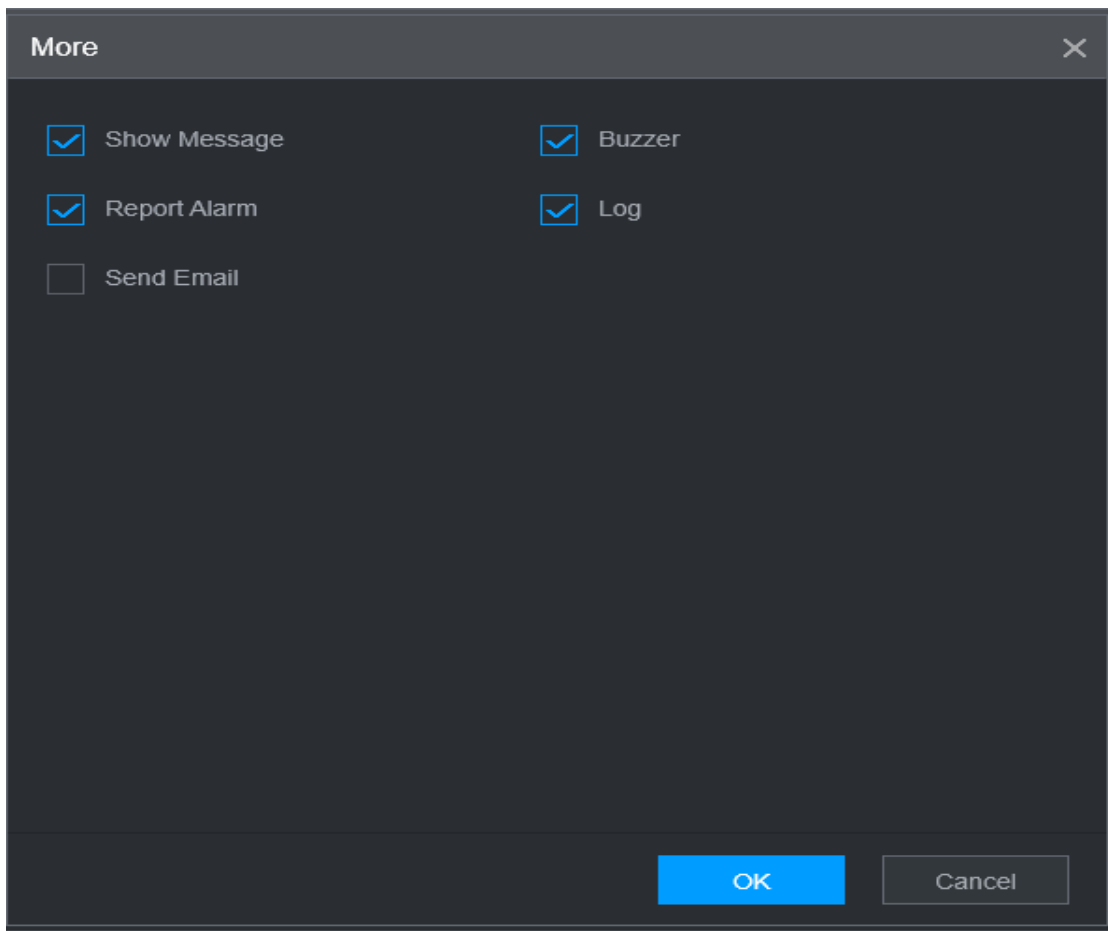 More
Show Message
Buzzer
Report Alarm
Log
Send Email
OK
Cancel